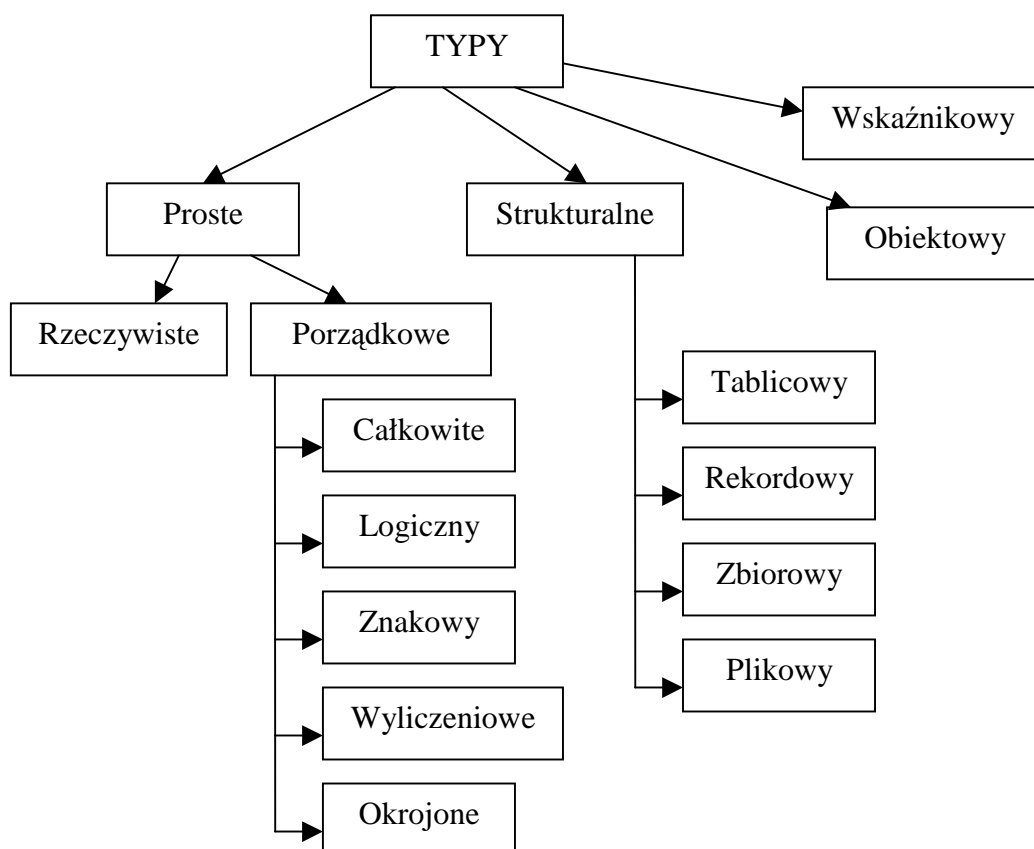 TYPY
Wskaźnikowy
Proste
Strukturalne
Obiektowy
Rzeczywiste
Porządkowe
Tablicowy
Całkowite
Rekordowy
Logiczny
Zbiorowy
Znakowy
Plikowy
Wyliczeniowe
Okrojone